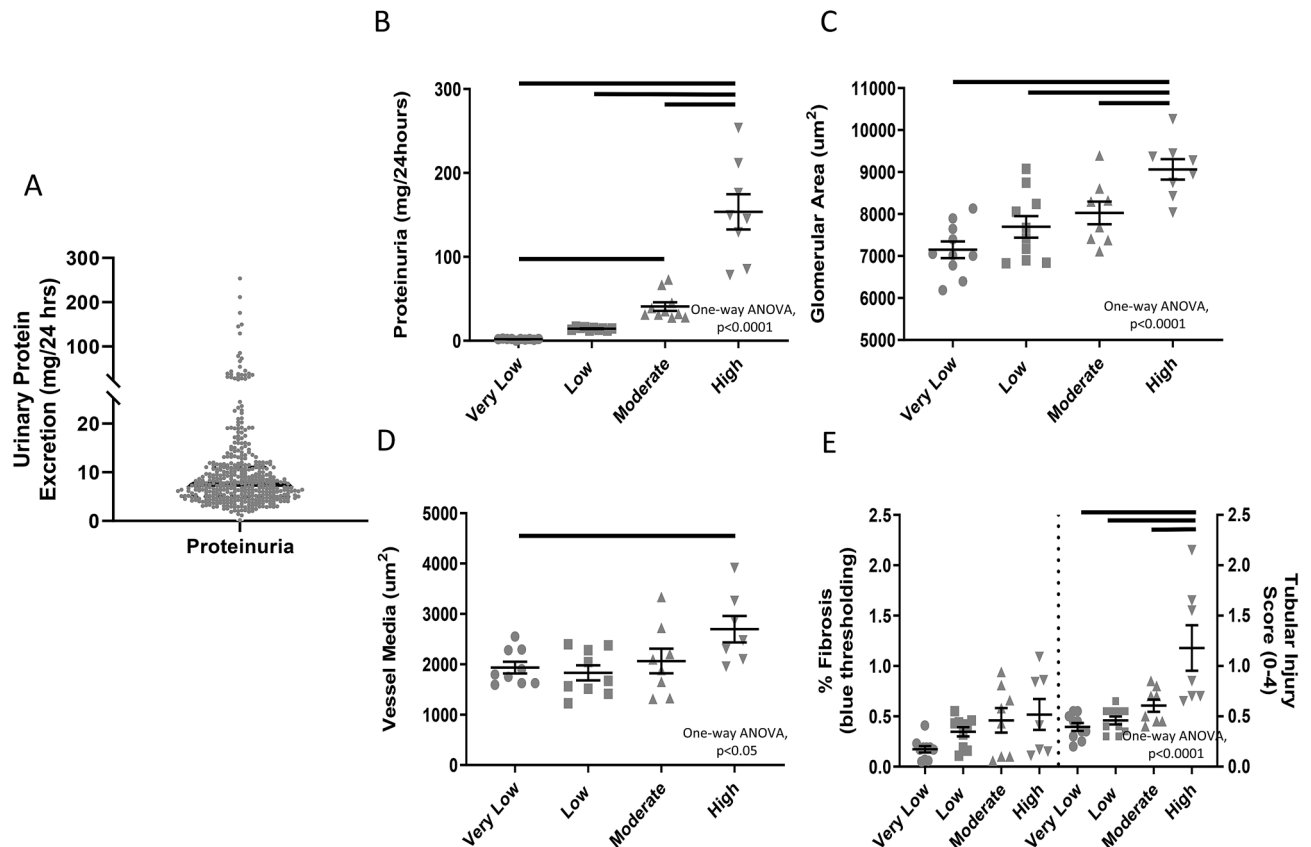 A
Urinary Protein
Excretion (mg/24 hrs)
300
200
100
20
10
0
Proteinuria
B
Proteinuria (mg/24hours)
300
200
100
0
One-way ANOVA,
p<0.0001
Very Low
Low
Moderate
High
C
Glomerular Area (um²)
11000
10000
9000
8000
7000
6000
5000
One-way ANOVA,
p<0.0001
Very Low
Low
Moderate
High
D
Vessel Media (um²)
5000
4000
3000
2000
1000
0
One-way ANOVA,
p<0.05
Very Low
Low
Moderate
High
E
% Fibrosis
(blue thresholding)
2.5
2.0
1.5
1.0
0.5
0.0
One-way ANOVA,
p<0.0001
2.5
2.0
1.5
1.0
0.5
0.0
Tubular Injury
Score (0-4)
Very Low
Low
Moderate
High
Very Low
Low
Moderate
High